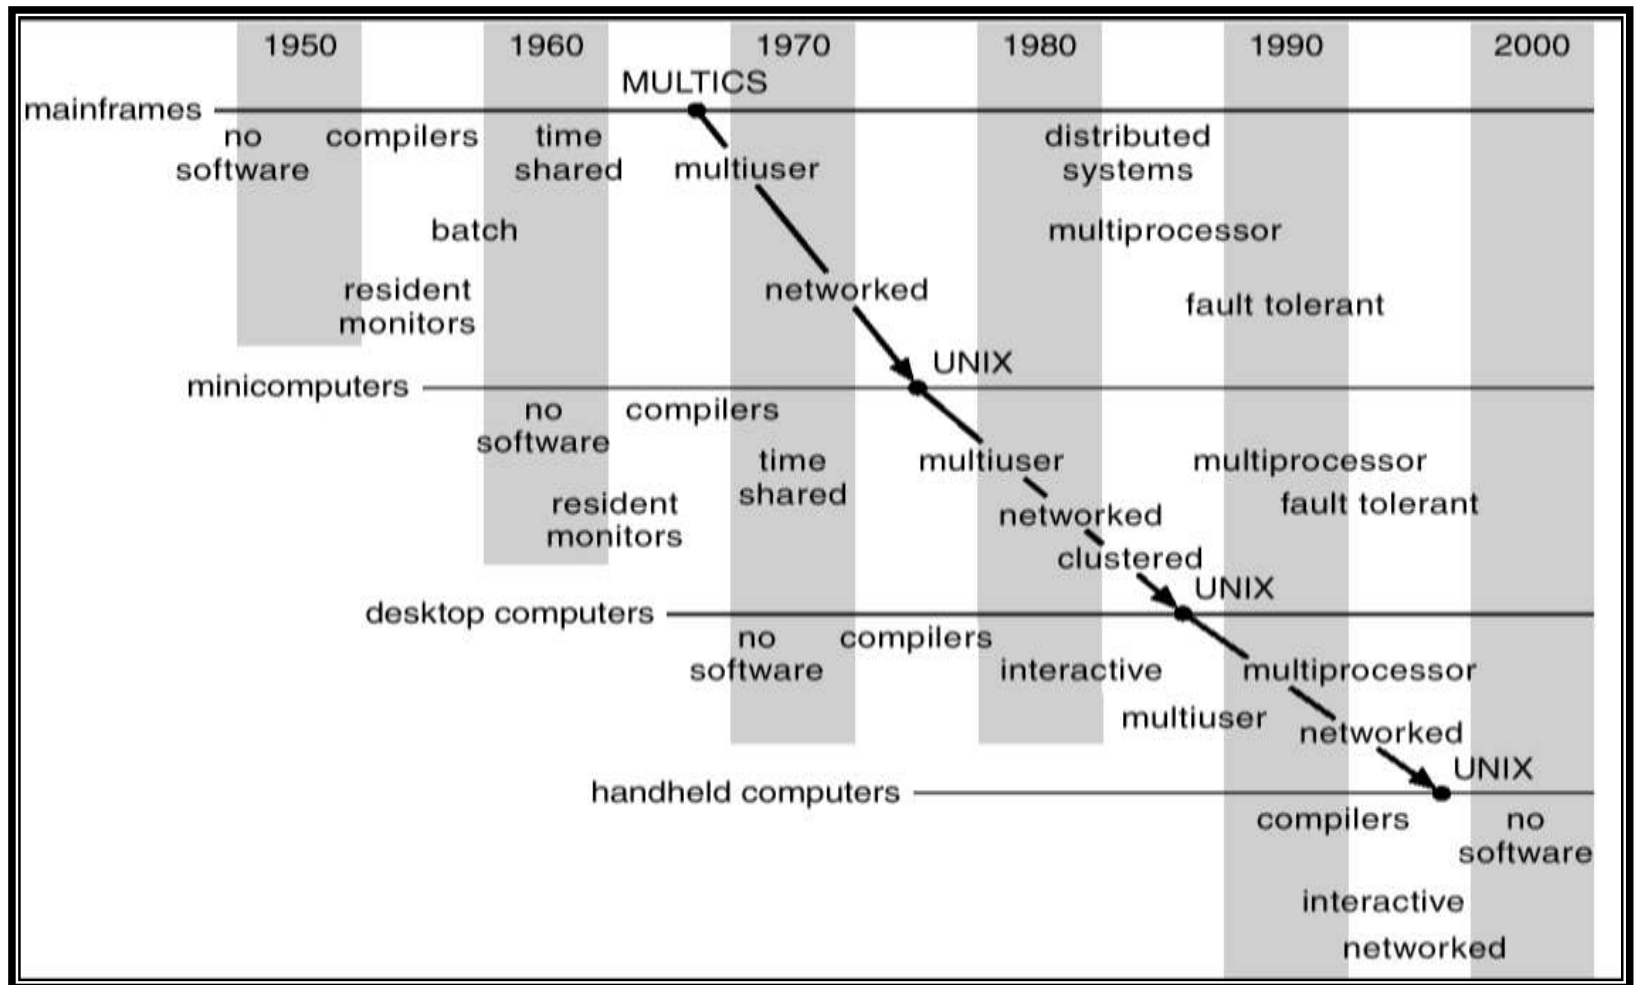 1950 1960 1970 1980 1990 2000
MULTICS
mainframes
no compilers time distributed
software shared multiuser systems
batch multiprocessor
resident networked fault tolerant
monitors
UNIX
minicomputers
no compilers
software
time multiuser multiprocessor
shared
resident fault tolerant
monitors networked
clustered
UNIX
desktop computers
no compilers
software interactive multiprocessor
multiuser
networked
UNIX
handheld computers
compilers no
software
interactive
networked